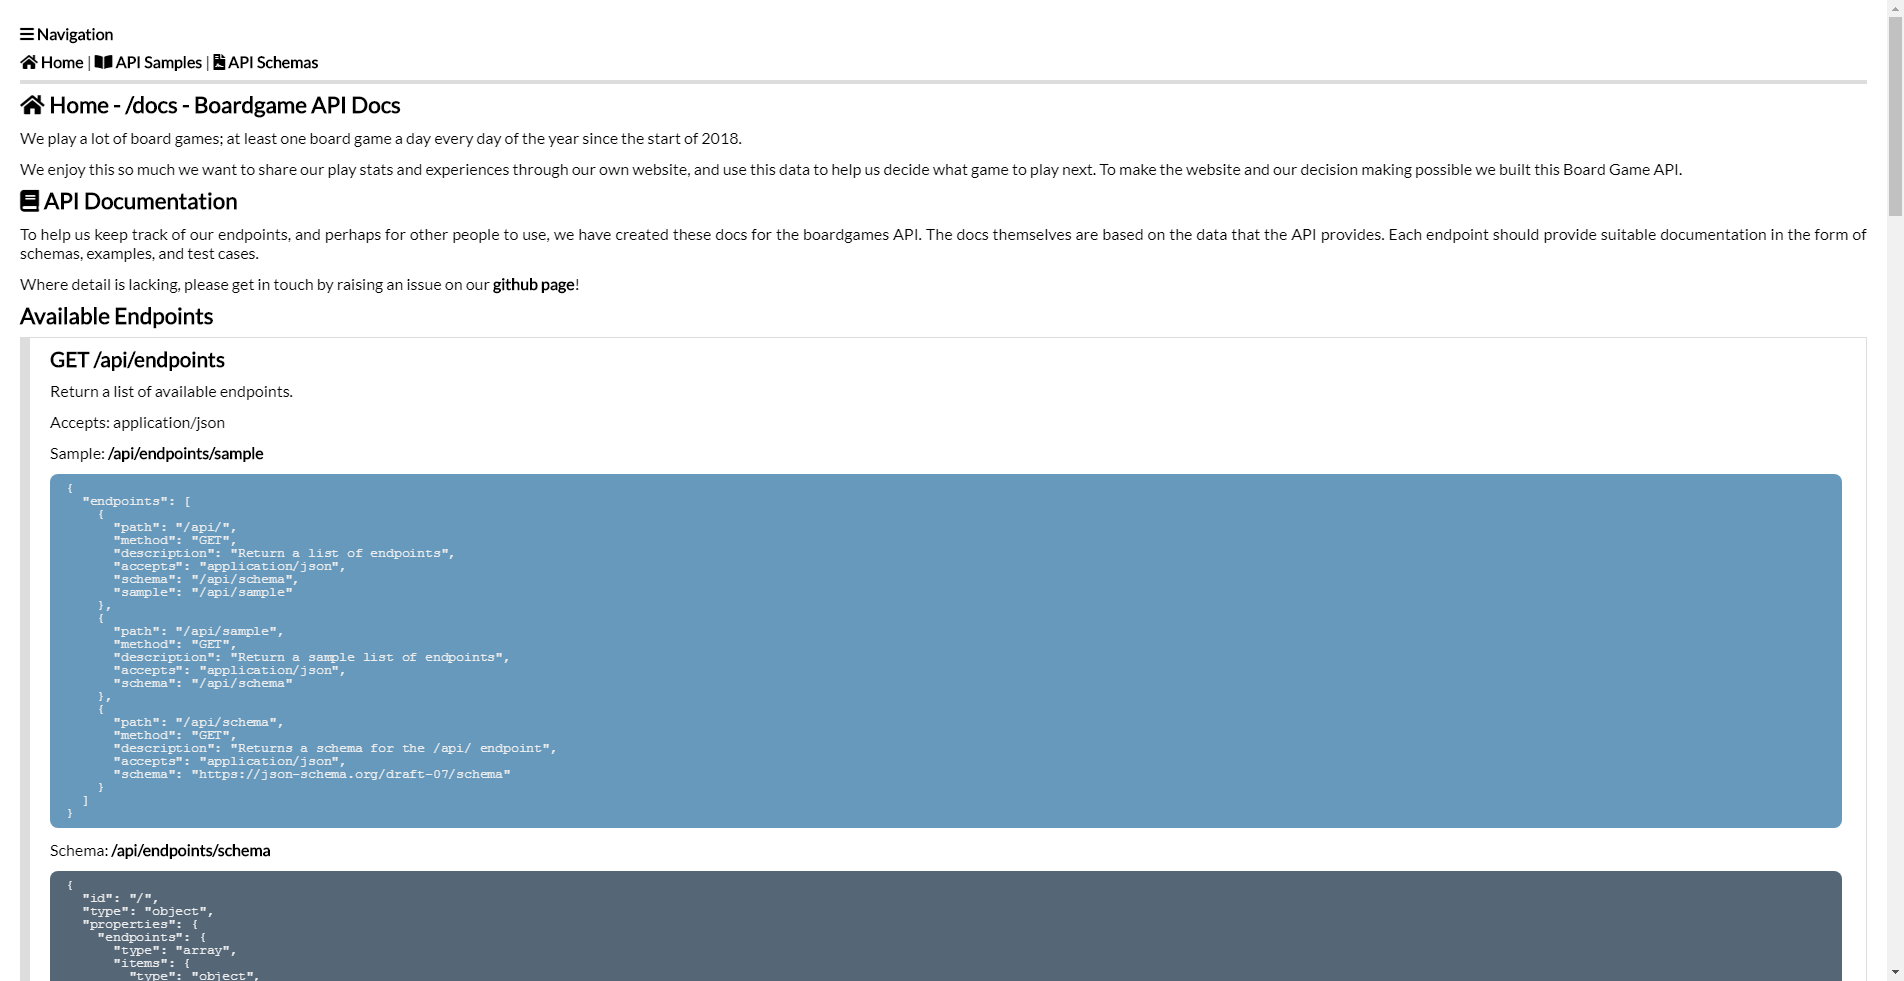 Navigation
Home | API Samples | API Schemas
Home - /docs - Boardgame API Docs
We play a lot of board games; at least one board game a day every day of the year since the start of 2018.
We enjoy this so much we want to share our play stats and experiences through our own website, and use this data to help us decide what game to play next. To make the website and our decision making possible we built this Board Game API.
API Documentation
To help us keep track of our endpoints, and perhaps for other people to use, we have created these docs for the boardgames API. The docs themselves are based on the data that the API provides. Each endpoint should provide suitable documentation in the form of
schemas, examples, and test cases.
Where detail is lacking, please get in touch by raising an issue on our github page!
Available Endpoints
GET /api/endpoints
Return a list of available endpoints.
Accepts: application/json
Sample: /api/endpoints/sample
{
  "endpoints": [
    {
      "path": "/api/",
      "method": "GET",
      "description": "Return a list of endpoints",
      "accepts": "application/json",
      "schema": "/api/schema",
      "sample": "/api/sample"
    },
    {
      "path": "/api/sample",
      "method": "GET",
      "description": "Return a sample list of endpoints",
      "accepts": "application/json",
      "schema": "/api/schema"
    },
    {
      "path": "/api/schema",
      "method": "GET",
      "description": "Returns a schema for the /api/ endpoint",
      "accepts": "application/json",
      "schema": "https://json-schema.org/draft-07/schema"
    }
  ]
}
Schema: /api/endpoints/schema
{
  "id": "/",
  "type": "object",
  "properties": {
    "endpoints": {
      "type": "array",
      "items": {
        "type": "object",